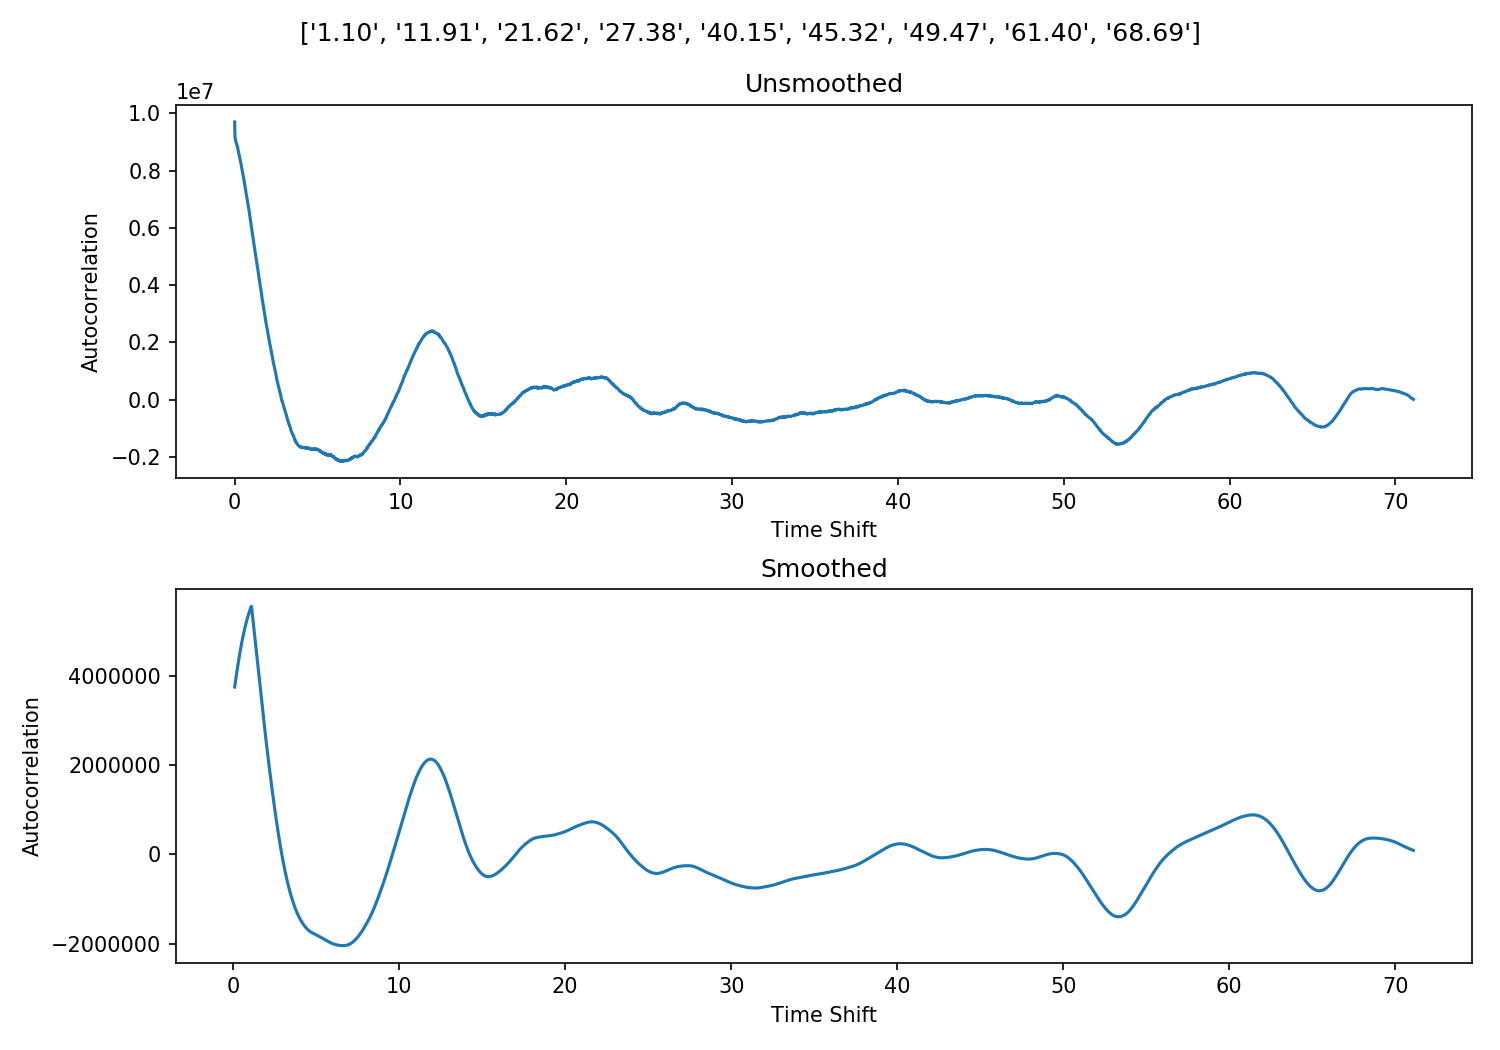 ['1.10', '11.91', '21.62', '27.38', '40.15', '45.32', '49.47', '61.40', '68.69']
Unsmoothed
1e7
1.0
0.8
0.6
0.4
0.2
0.0
−0.2
Autocorrelation
0 10 20 30 40 50 60 70
Time Shift
Smoothed
4000000
2000000
0
−2000000
Autocorrelation
0 10 20 30 40 50 60 70
Time Shift